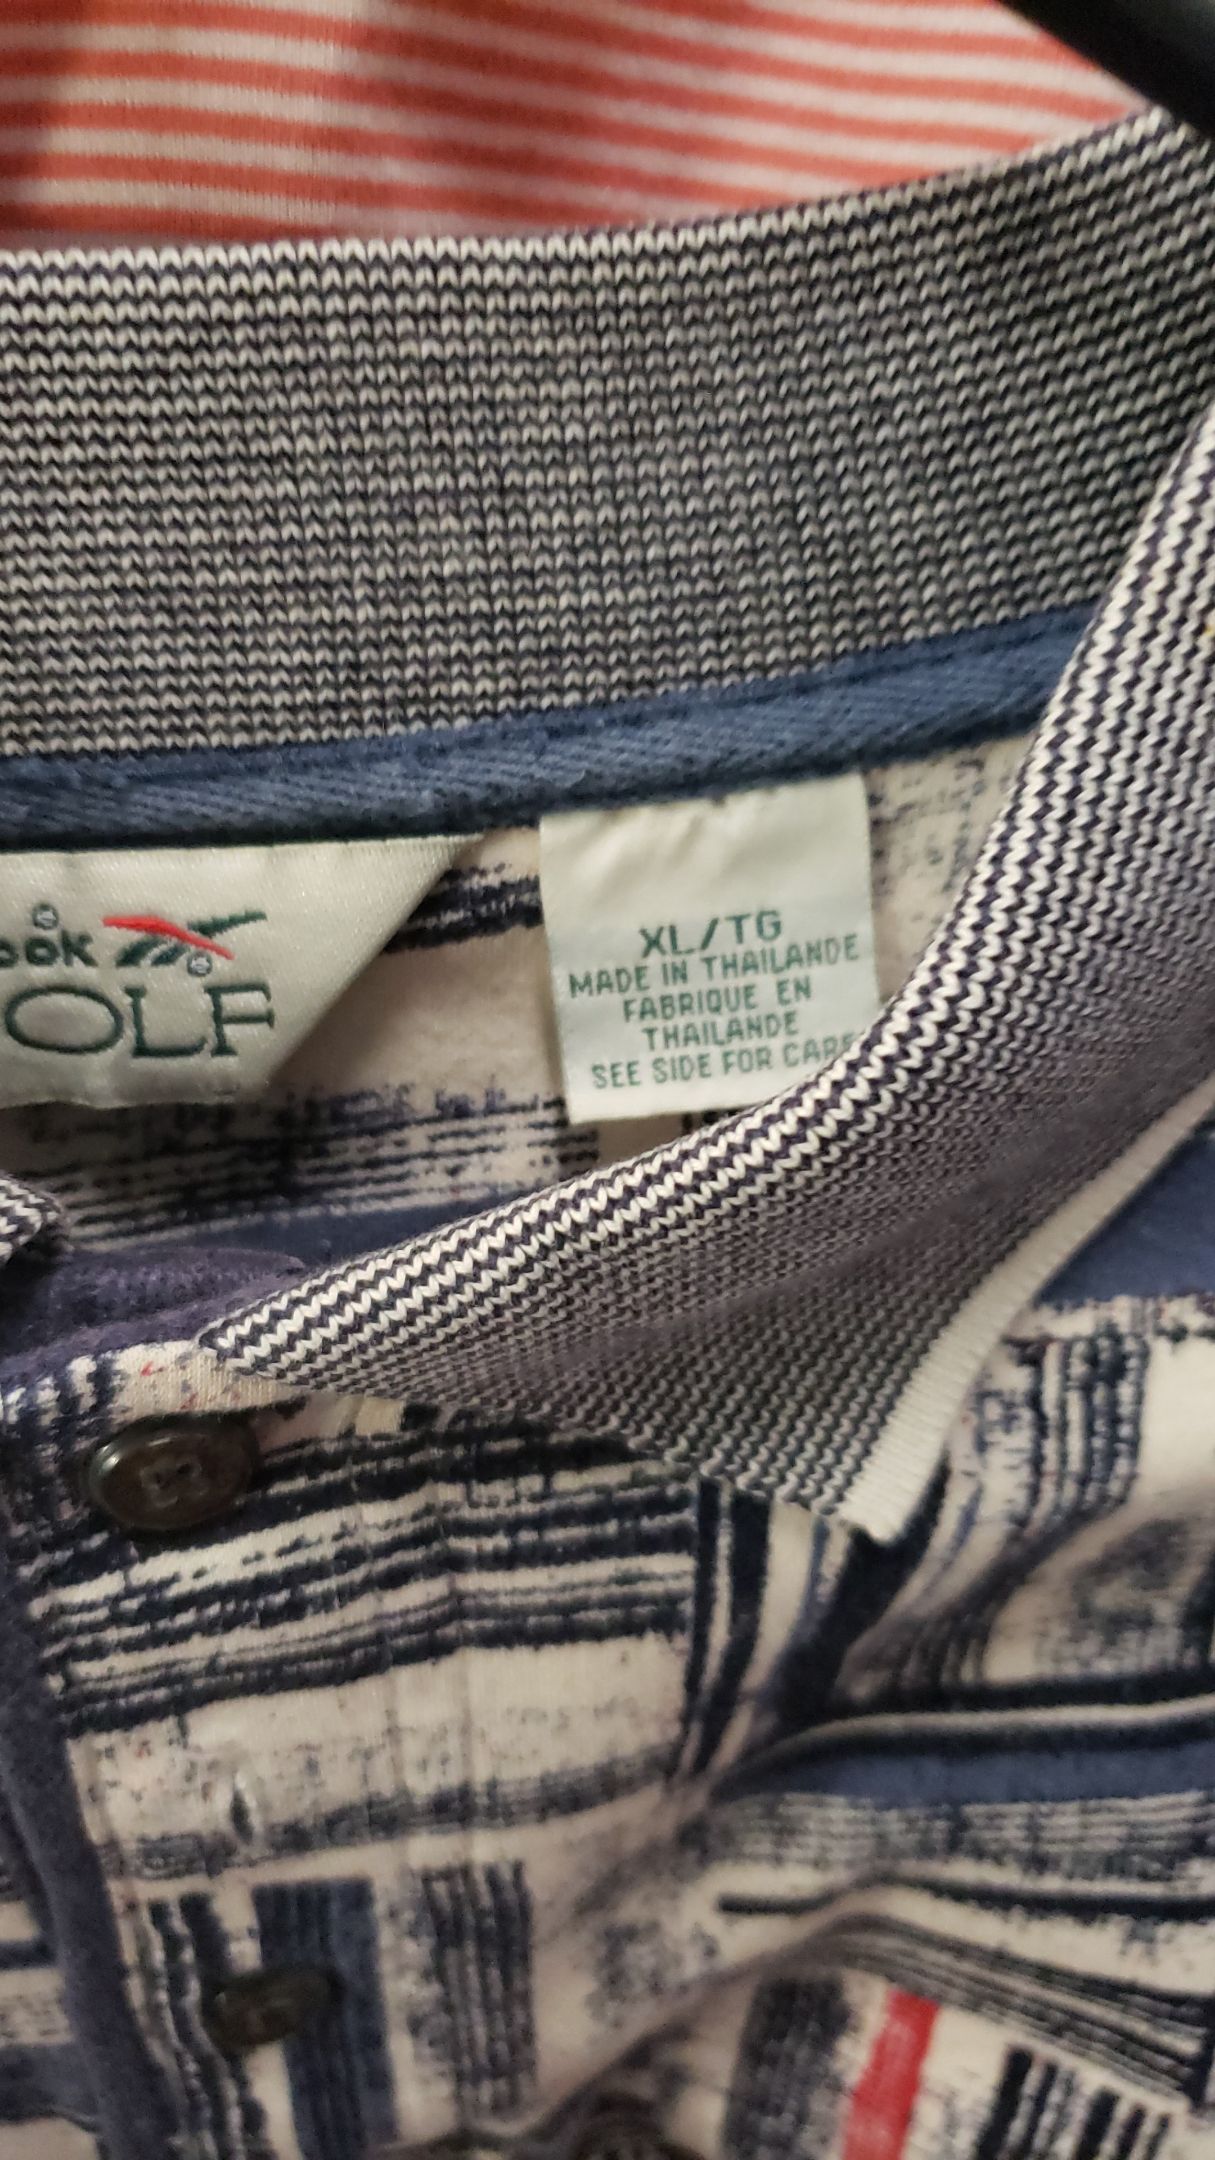 ook
OLF
XL/TG
MADE IN THAILANDE
FABRIQUE EN
THAILANDE
SEE SIDE FOR CARE